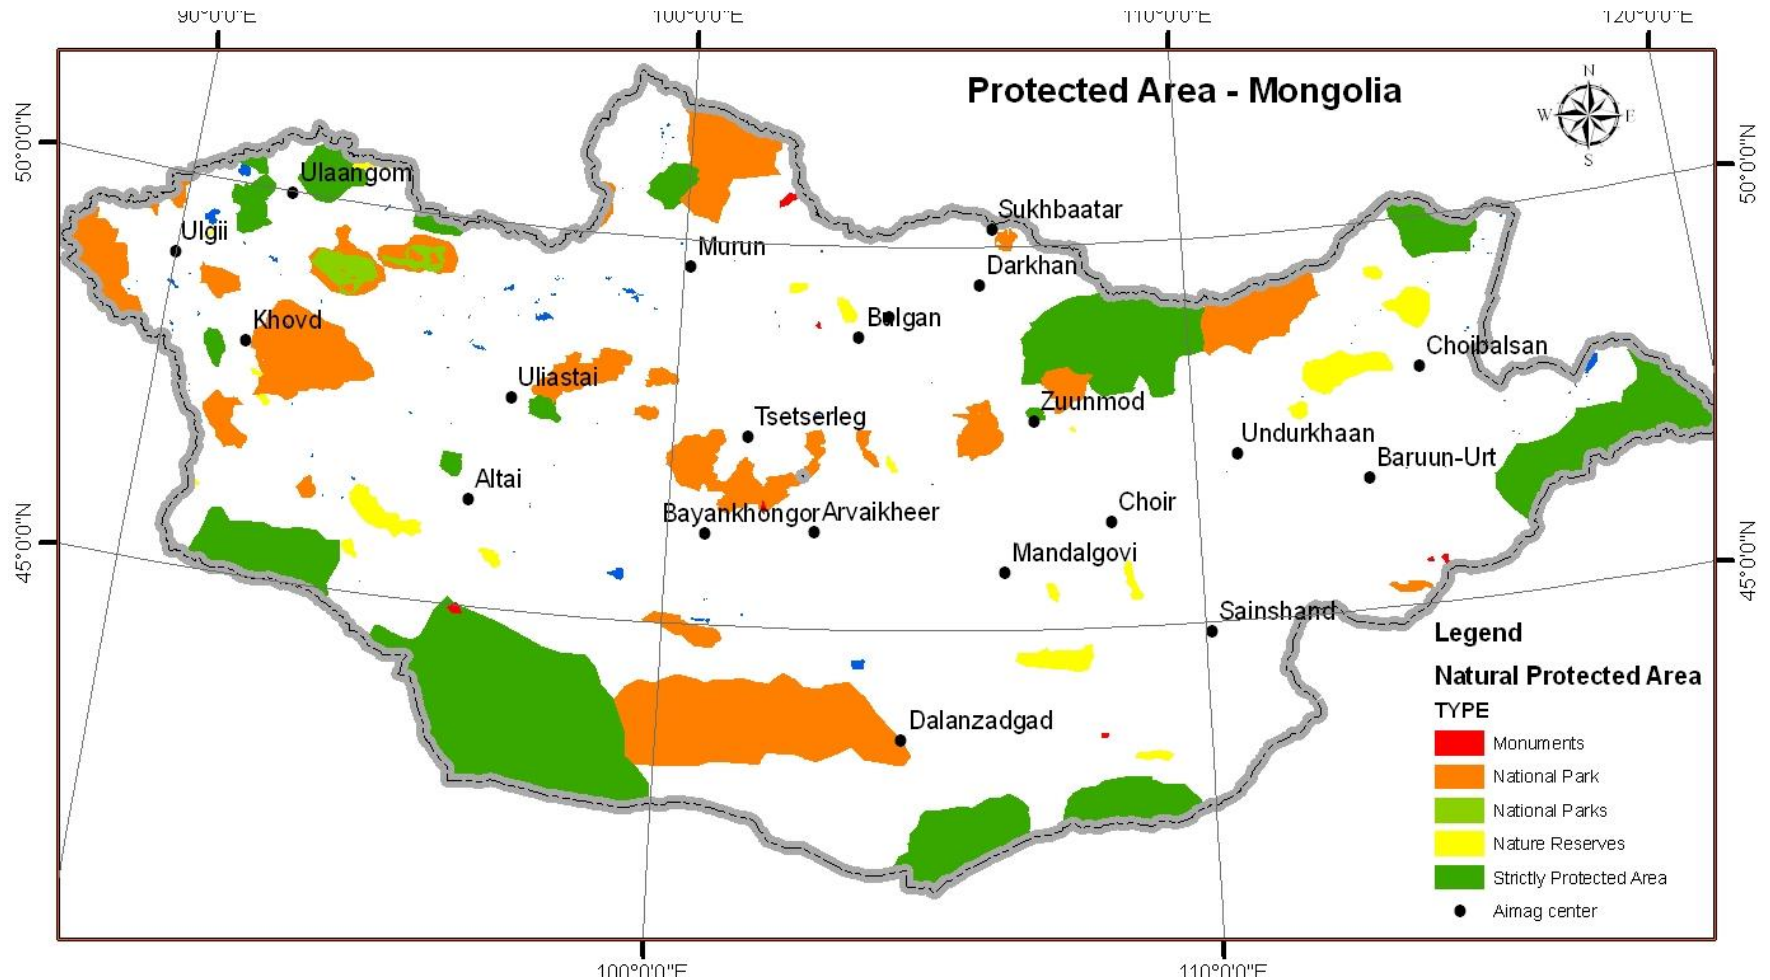 90°0'0"E
100°0'0"E
110°0'0"E
120°0'0"E
Protected Area - Mongolia
N
W
E
S
50°0'0"N
50°0'0"N
Ulaangom
Ulgii
Sukhbaatar
Murun
Darkhan
Khovd
Bulgan
Choibalsan
Uliastai
Zuunmod
Tsetserleg
Undurkhaan
Baruun-Urt
Altai
Choir
Bayankhongor
Arvaikheer
45°0'0"N
45°0'0"N
Mandalgovi
Sainshand
Dalanzadgad
Legend
Natural Protected Area
TYPE
Monuments
National Park
National Parks
Nature Reserves
Strictly Protected Area
Aimag center
100°0'0"E
110°0'0"E